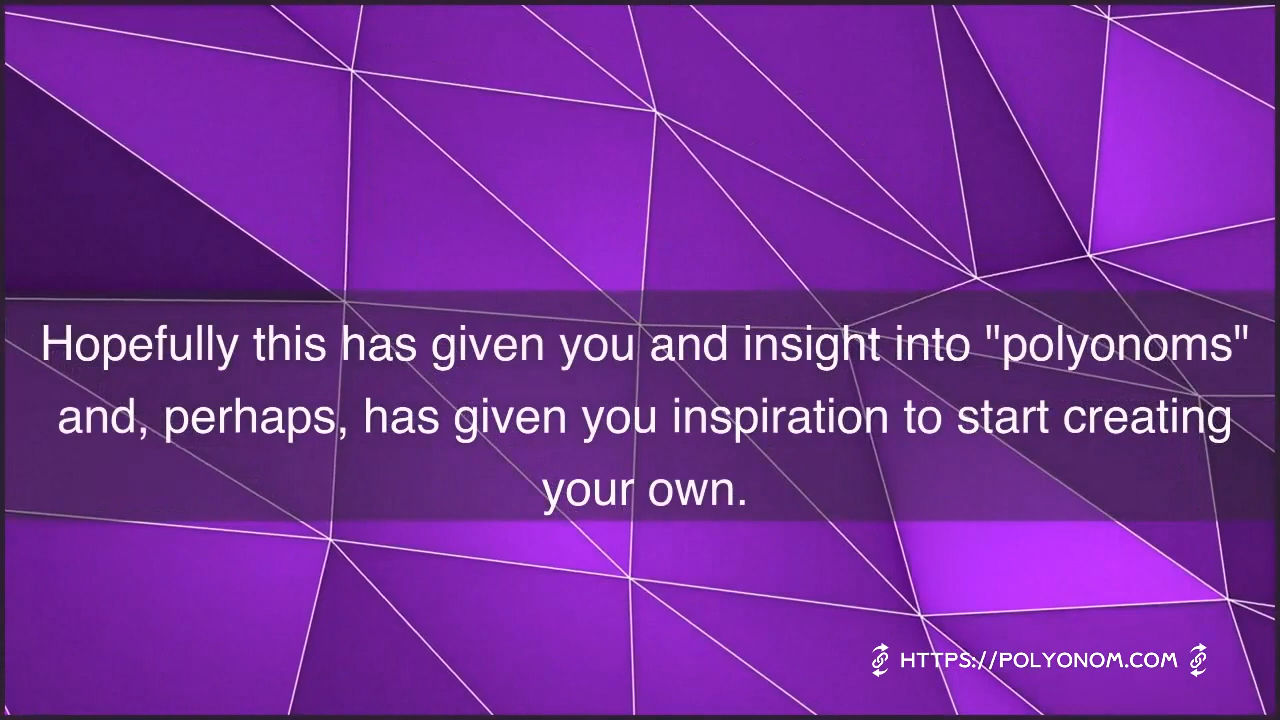 Hopefully this has given you and insight into "polyonoms"
and, perhaps, has given you inspiration to start creating
your own.
HTTPS://POLYONOM.COM